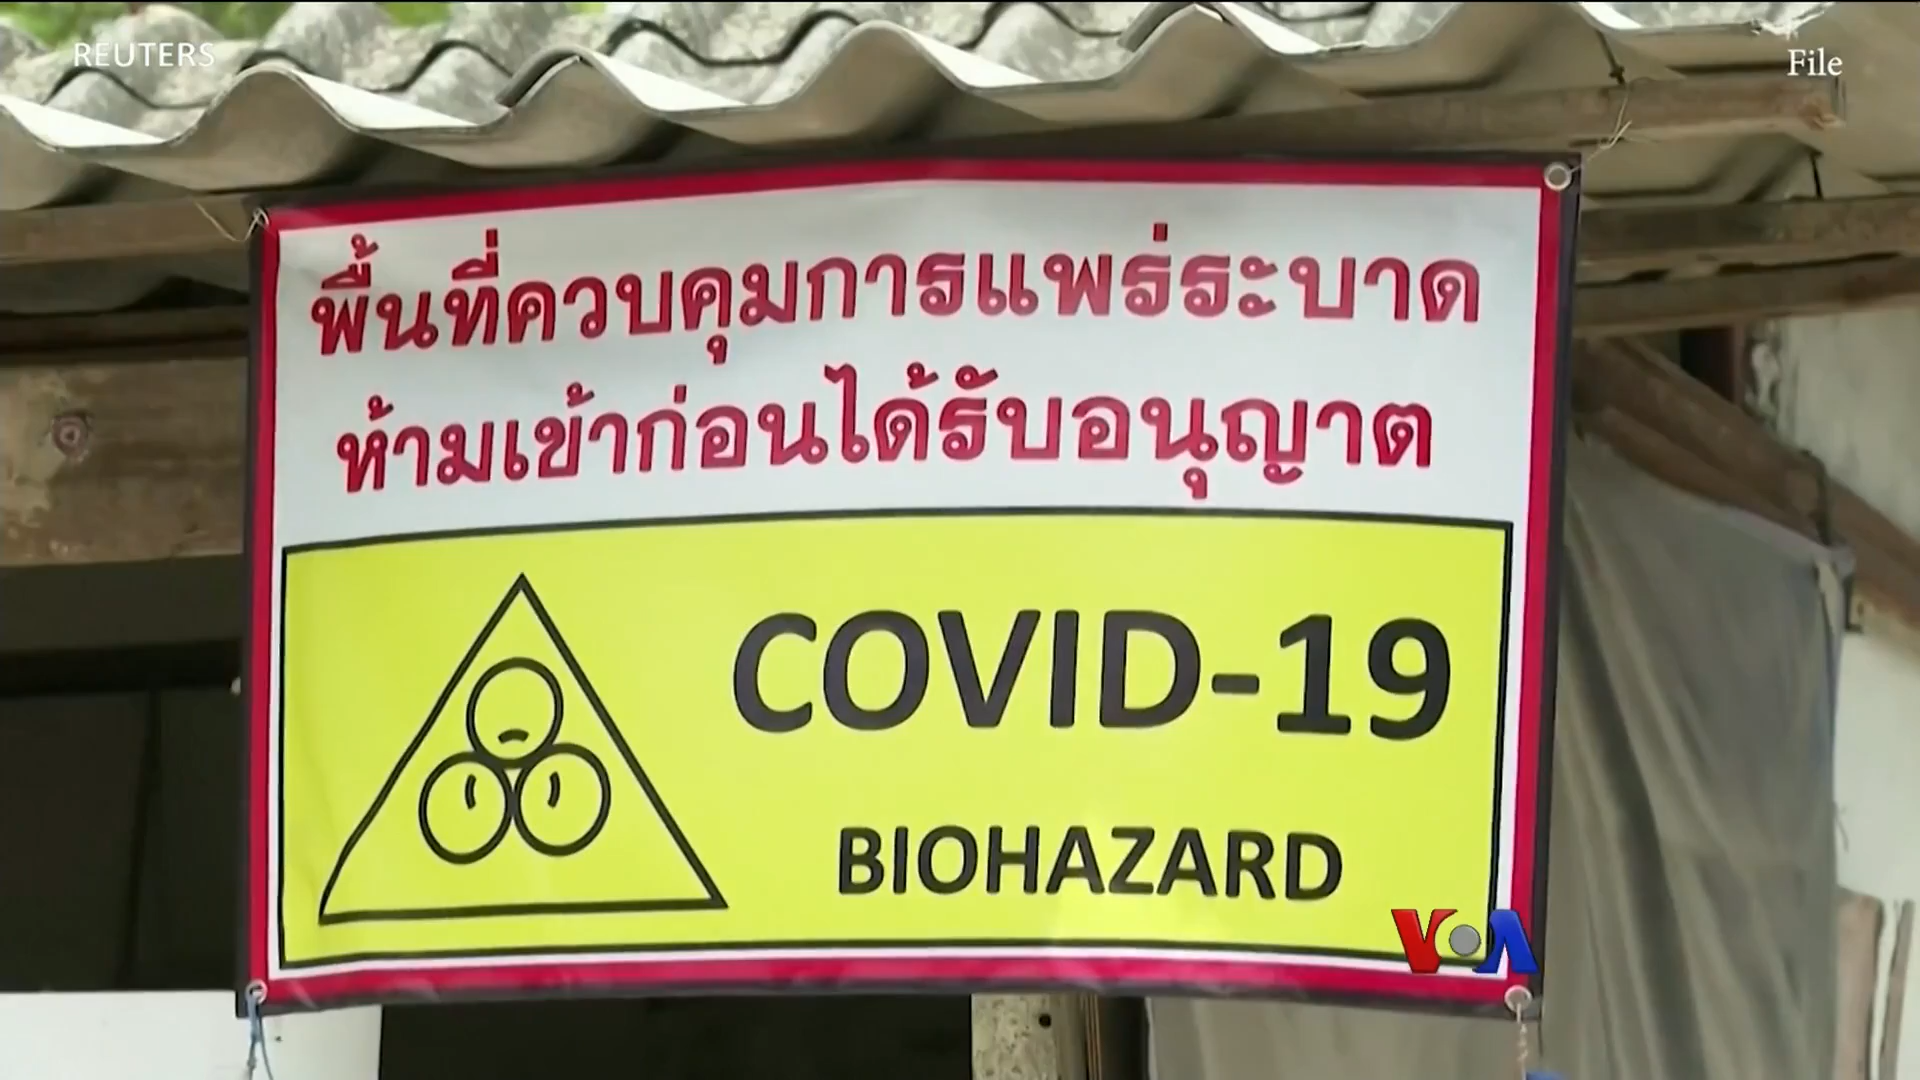 REUTERS
File
พื้นที่ควบคุมการแพร่ระบาด
ห้ามเข้าก่อนได้รับอนุญาต
COVID-19
BIOHAZARD
VOA